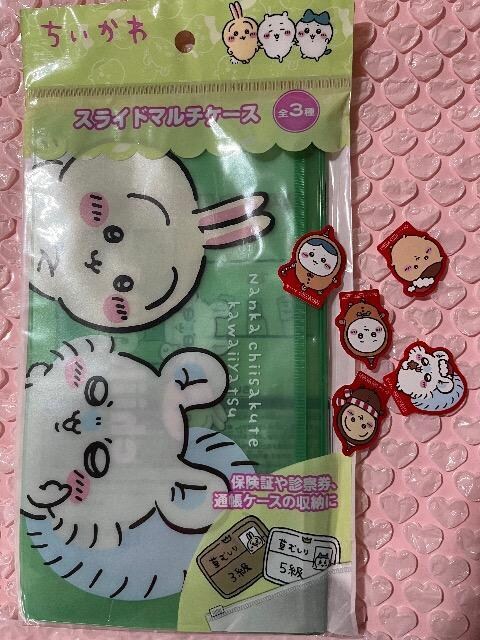 ちいかわ
スライドマルチケース
全3種
Nanka chiisakute
kawaiiyatsu
保険証や診察券、
通帳ケースの収納に
草むしり
3級
草むしり
5級